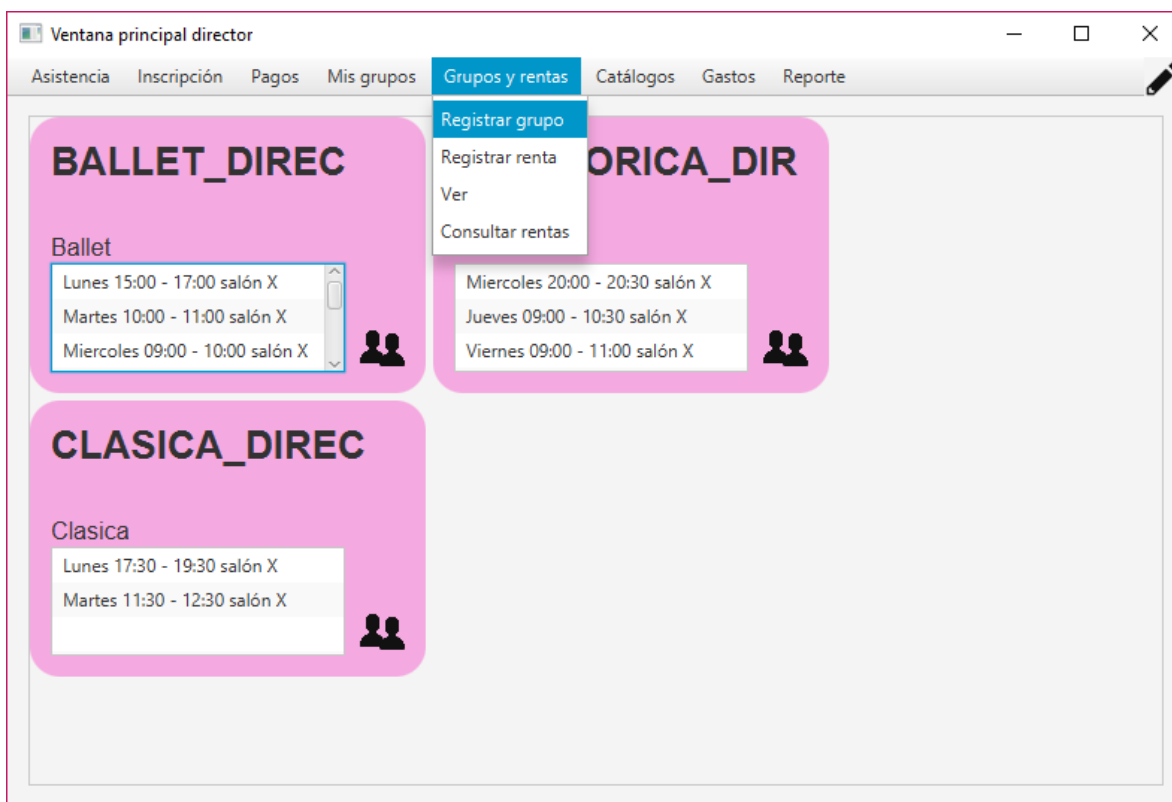 Ventana principal director
Asistencia Inscripción Pagos Mis grupos Grupos y rentas Catálogos Gastos Reporte
Registrar grupo
Registrar renta
Ver
Consultar rentas
BALLET_DIREC
Ballet
Lunes 15:00 - 17:00 salón X
Martes 10:00 - 11:00 salón X
Miercoles 09:00 - 10:00 salón X
ORICA_DIR
Miercoles 20:00 - 20:30 salón X
Jueves 09:00 - 10:30 salón X
Viernes 09:00 - 11:00 salón X
CLASICA_DIREC
Clasica
Lunes 17:30 - 19:30 salón X
Martes 11:30 - 12:30 salón X